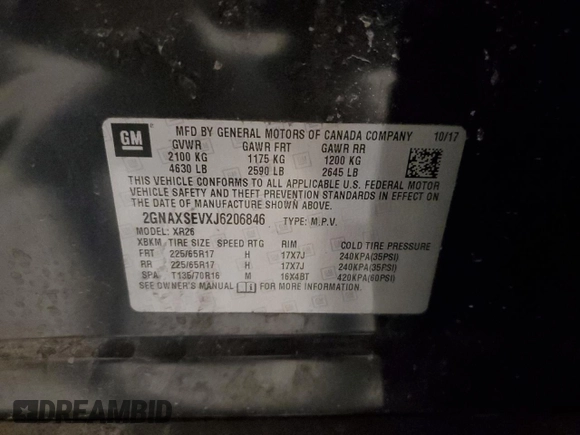 GM
MFD BY GENERAL MOTORS OF CANADA COMPANY 10/17
GVWR GAWR FRT GAWR RR
2100 KG 1175 KG 1200 KG
4630 LB 2590 LB 2645 LB
THIS VEHICLE CONFORMS TO ALL APPLICABLE U.S. FEDERAL MOTOR
VEHICLE SAFETY, BUMPER, AND THEFT PREVENTION STANDARDS IN EFFECT
ON THE DATE OF MANUFACTURE SHOWN ABOVE.
2GNAXSEVXJ6206846 TYPE: M.P.V.
MODEL: XR26
XBKM TIRE SIZE SPEED RTG RIM COLD TIRE PRESSURE
FRT 225/65R17 H 17X7J 240KPA(35PSI)
RR 225/65R17 H 17X7J 240KPA(35PSI)
SPA T135/70R16 M 16X4BT 420KPA(60PSI)
SEE OWNER'S MANUAL FOR MORE INFORMATION.
DREAMBID